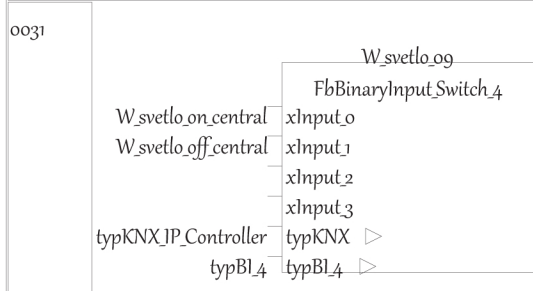 0031
W_svetlo_09
FbBinaryInput_Switch_4
W_svetlo_on_central xInput_0
W_svetlo_off_central xInput_1
xInput_2
xInput_3
typKNX_IP_Controller typKNX
typBI_4 typBI_4